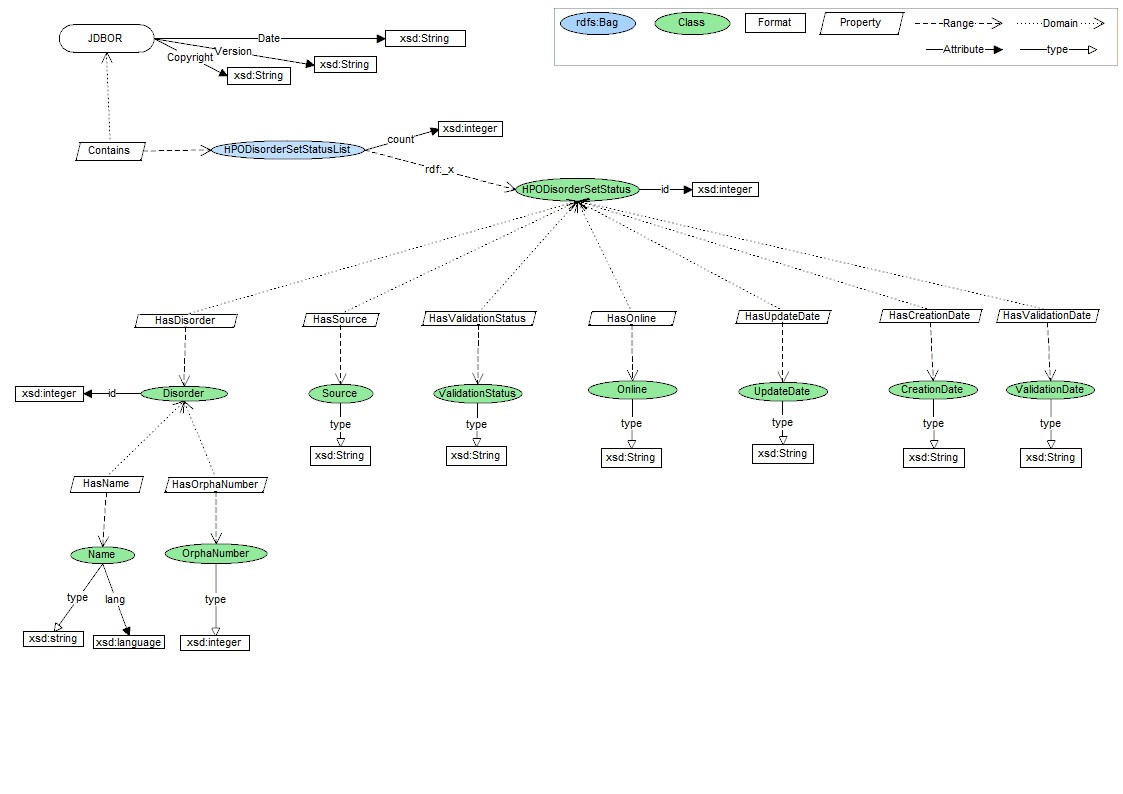 JDBOR
Date
xsd:String
Version
xsd:String
Copyright
xsd:String
rdfs:Bag
Class
Format
Property
Range
Domain
Attribute
type
Contains
HPODisorderSetStatusList
count
xsd:integer
rdf:_x
HPODisorderSetStatus
id
xsd:integer
HasDisorder
HasSource
HasValidationStatus
HasOnline
HasUpdateDate
HasCreationDate
HasValidationDate
xsd:integer
id
Disorder
Source
ValidationStatus
Online
UpdateDate
CreationDate
ValidationDate
type
type
type
type
type
type
xsd:String
xsd:String
xsd:String
xsd:String
xsd:String
xsd:String
HasName
HasOrphaNumber
Name
OrphaNumber
type
lang
type
xsd:string
xsd:language
xsd:integer